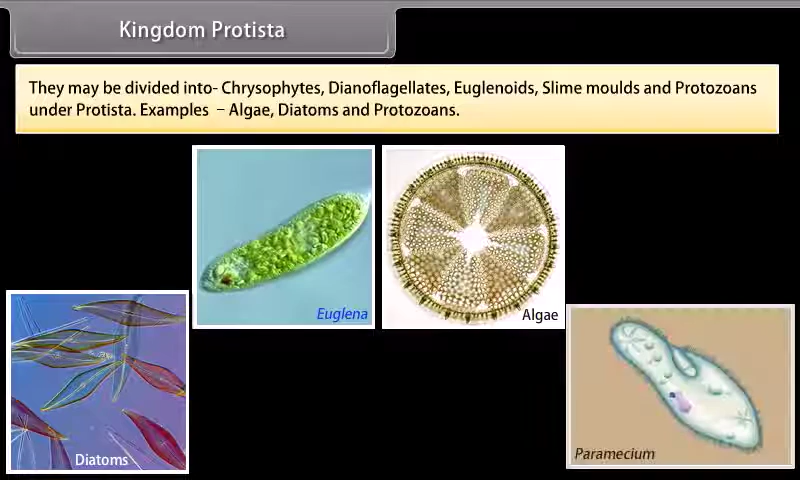 Kingdom Protista
They may be divided into- Chrysophytes, Dianoflagellates, Euglenoids, Slime moulds and Protozoans
under Protista. Examples – Algae, Diatoms and Protozoans.
Euglena
Algae
Diatoms
Paramecium